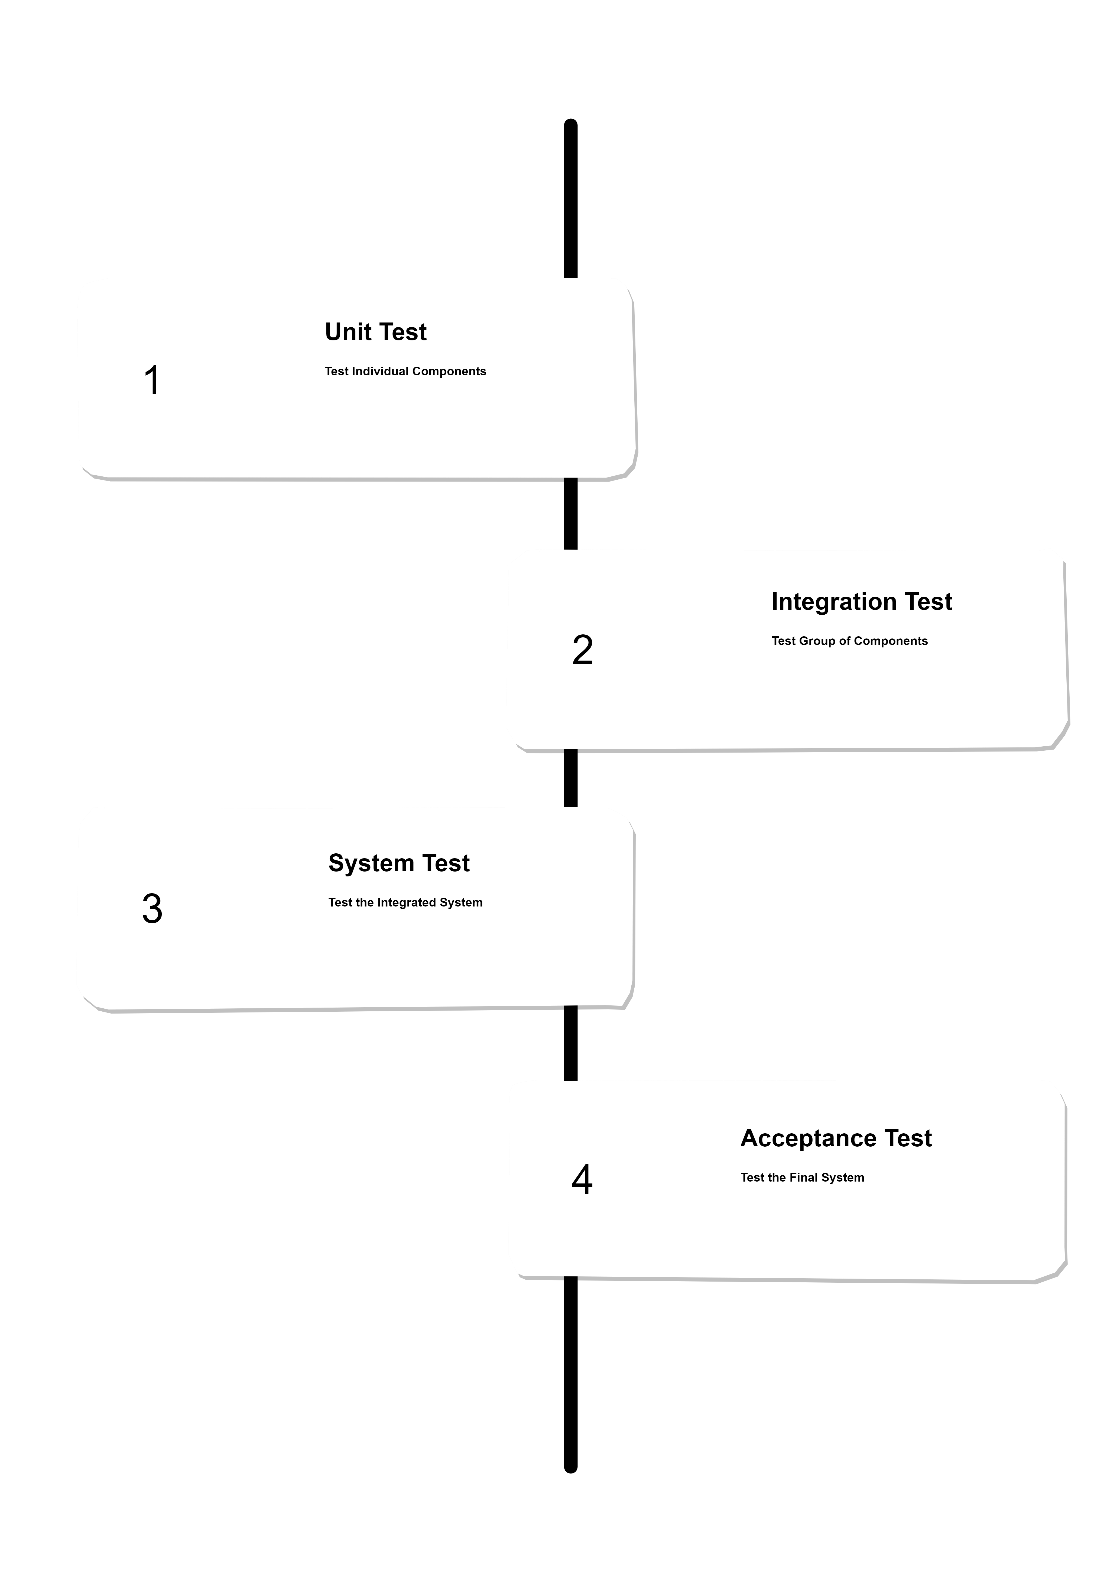 Unit Test
Test Individual Components
1
Integration Test
Test Group of Components
2
System Test
Test the Integrated System
3
Acceptance Test
Test the Final System
4